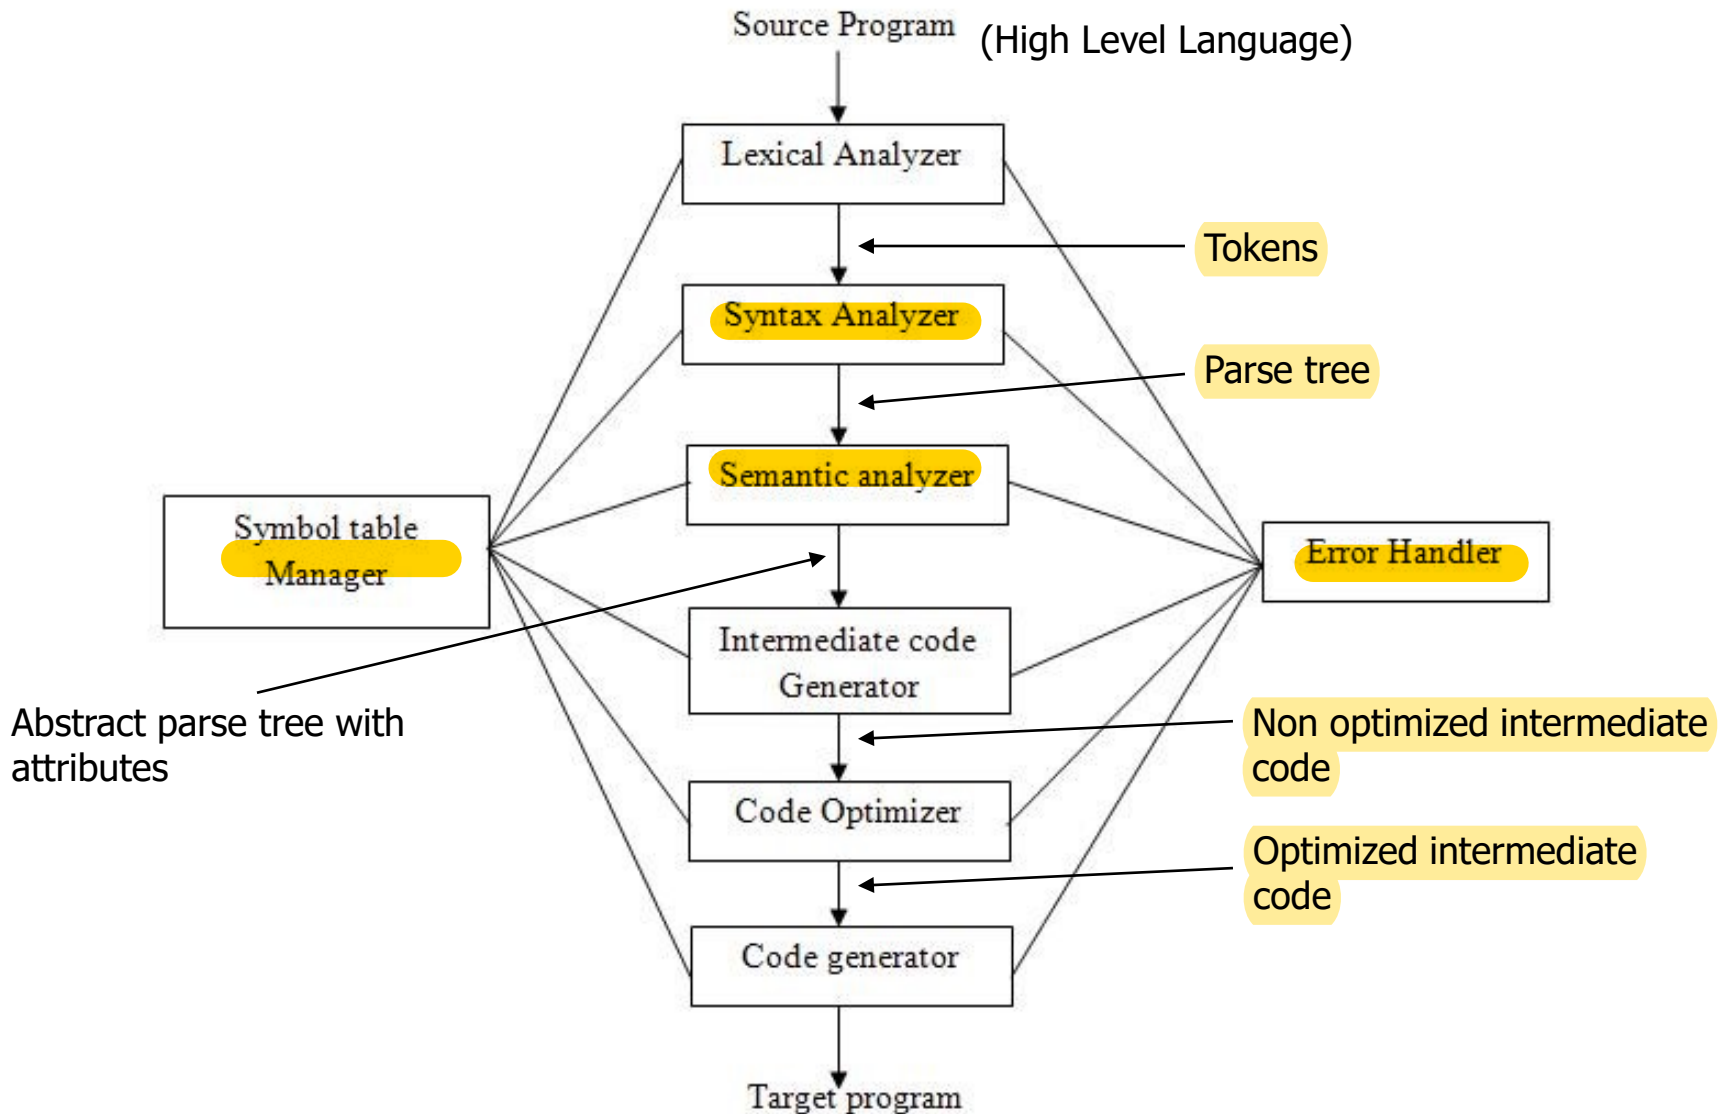 Source Program
(High Level Language)
Lexical Analyzer
Tokens
Syntax Analyzer
Parse tree
Semantic analyzer
Symbol table
Manager
Error Handler
Intermediate code
Generator
Abstract parse tree with
attributes
Non optimized intermediate
code
Code Optimizer
Optimized intermediate
code
Code generator
Target program